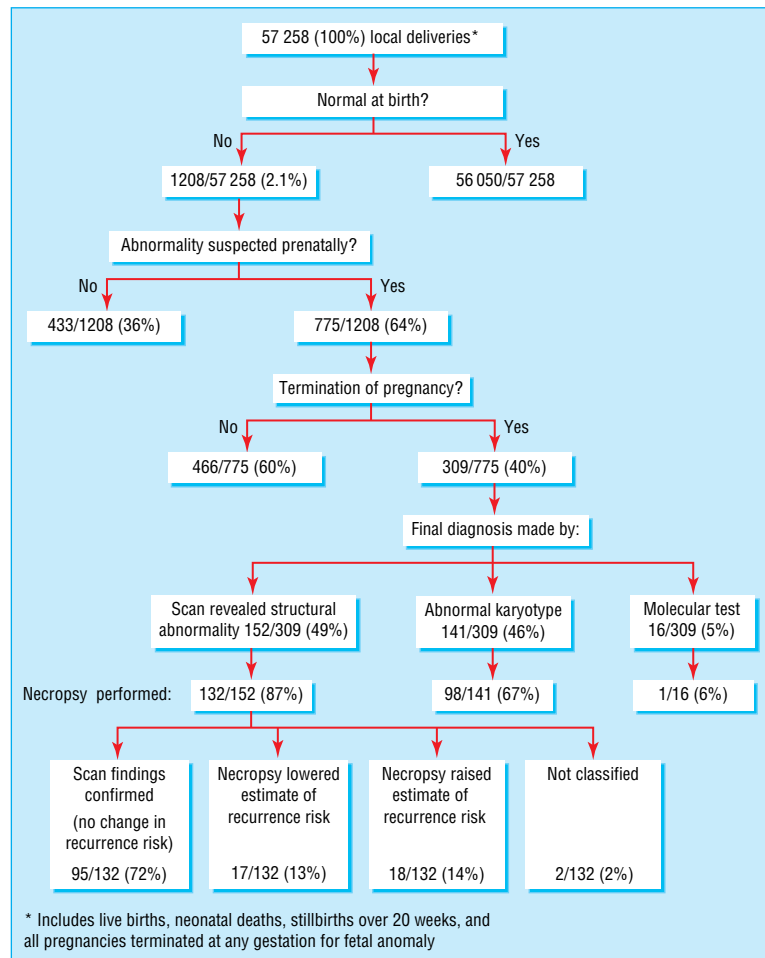 57 258 (100%) local deliveries*
Normal at birth?
No
Yes
1208/57 258 (2.1%)
56 050/57 258
Abnormality suspected prenatally?
No
Yes
433/1208 (36%)
775/1208 (64%)
Termination of pregnancy?
No
Yes
466/775 (60%)
309/775 (40%)
Final diagnosis made by:
Scan revealed structural
abnormality 152/309 (49%)
Abnormal karyotype
141/309 (46%)
Molecular test
16/309 (5%)
Necropsy performed:
132/152 (87%)
98/141 (67%)
1/16 (6%)
Scan findings
confirmed
(no change in
recurrence risk)
95/132 (72%)
Necropsy lowered
estimate of
recurrence risk
17/132 (13%)
Necropsy raised
estimate of
recurrence risk
18/132 (14%)
Not classified
2/132 (2%)
* Includes live births, neonatal deaths, stillbirths over 20 weeks, and
all pregnancies terminated at any gestation for fetal anomaly